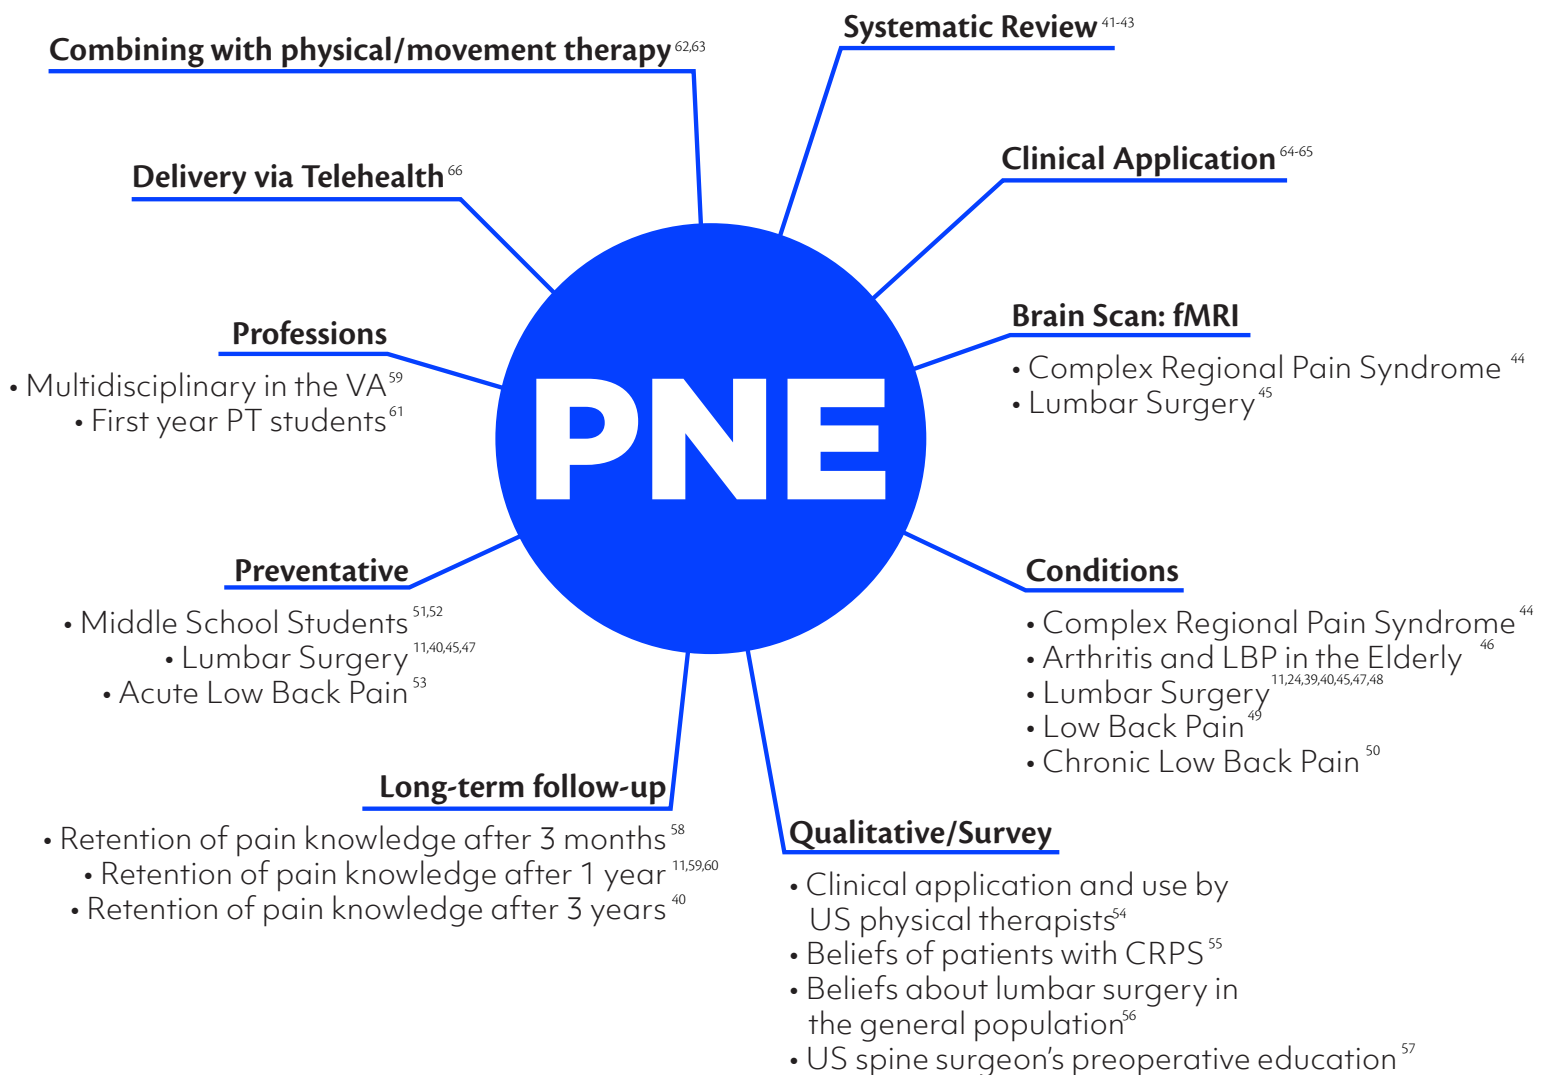 Combining with physical/movement therapy 62,63
Systematic Review 41-43
Delivery via Telehealth 66
Clinical Application 64-65
Professions
• Multidisciplinary in the VA 59
• First year PT students 61
PNE
Brain Scan: fMRI
• Complex Regional Pain Syndrome 44
• Lumbar Surgery 45
Preventative
• Middle School Students 51,52
• Lumbar Surgery 11,40,45,47
• Acute Low Back Pain 53
Conditions
• Complex Regional Pain Syndrome 44
• Arthritis and LBP in the Elderly 46
• Lumbar Surgery 11,24,39,40,45,47,48
• Low Back Pain 49
• Chronic Low Back Pain 50
Long-term follow-up
• Retention of pain knowledge after 3 months 58
• Retention of pain knowledge after 1 year 11,59,60
• Retention of pain knowledge after 3 years 40
Qualitative/Survey
• Clinical application and use by
US physical therapists 54
• Beliefs of patients with CRPS 55
• Beliefs about lumbar surgery in
the general population 56
• US spine surgeon's preoperative education 57